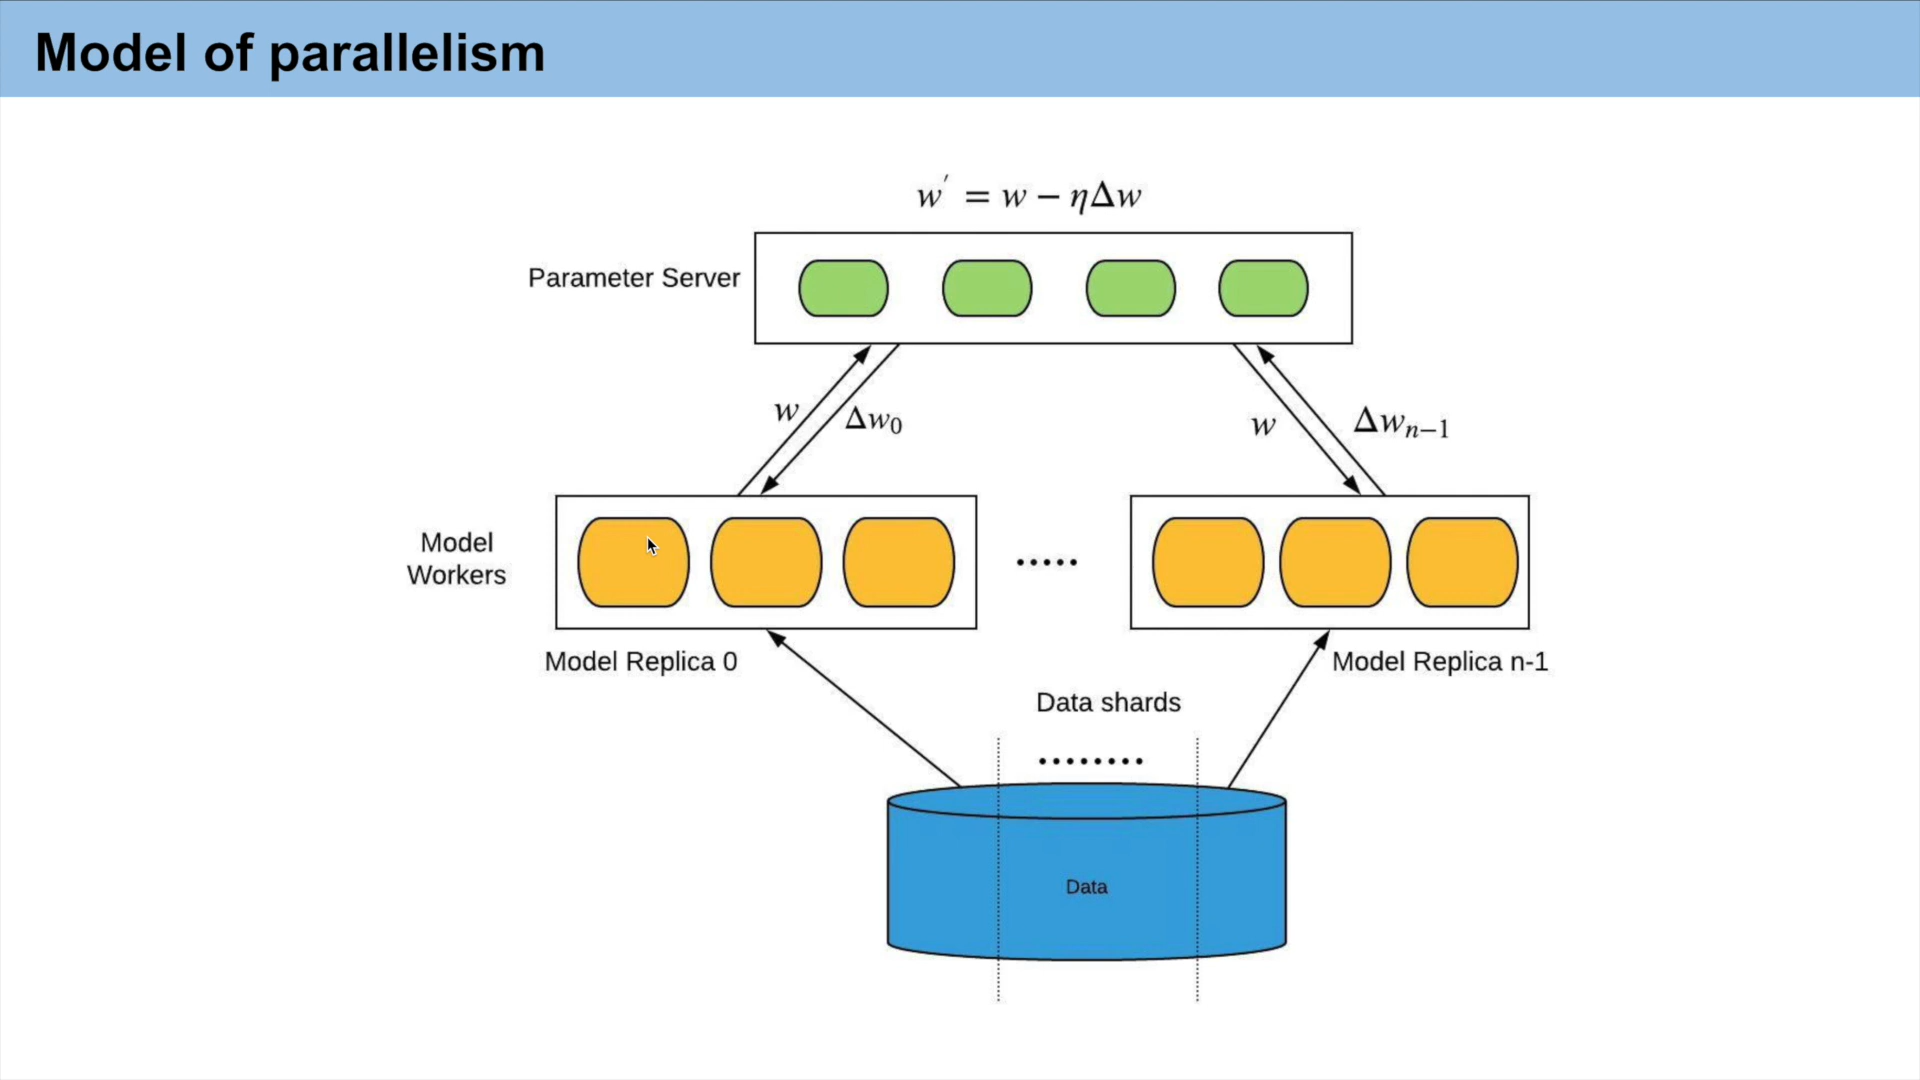 Model of parallelism
w′ = w − ηΔw
Parameter Server
w
Δw₀
w
Δwₙ₋₁
Model
Workers
.....
Model Replica 0
Model Replica n-1
Data shards
........
Data